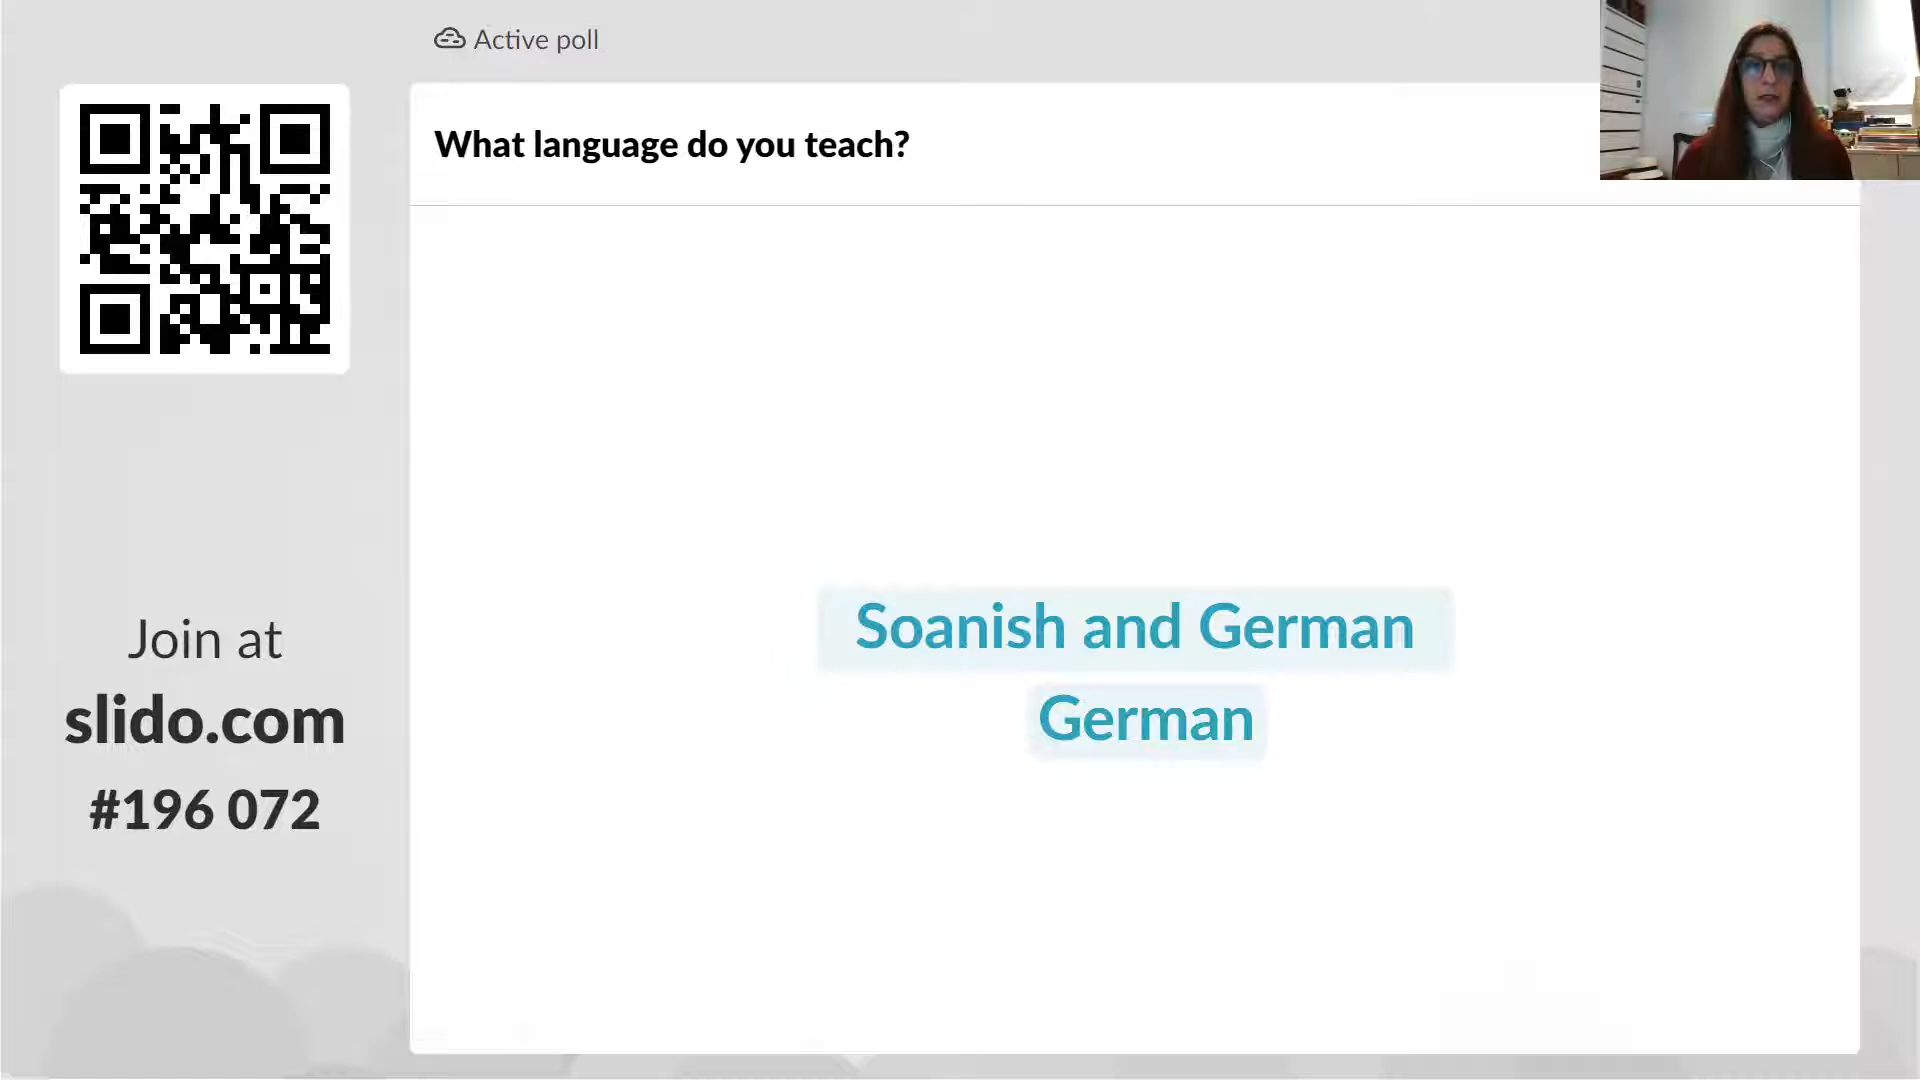 Active poll
What language do you teach?
Soanish and German
German
Join at
slido.com
#196 072